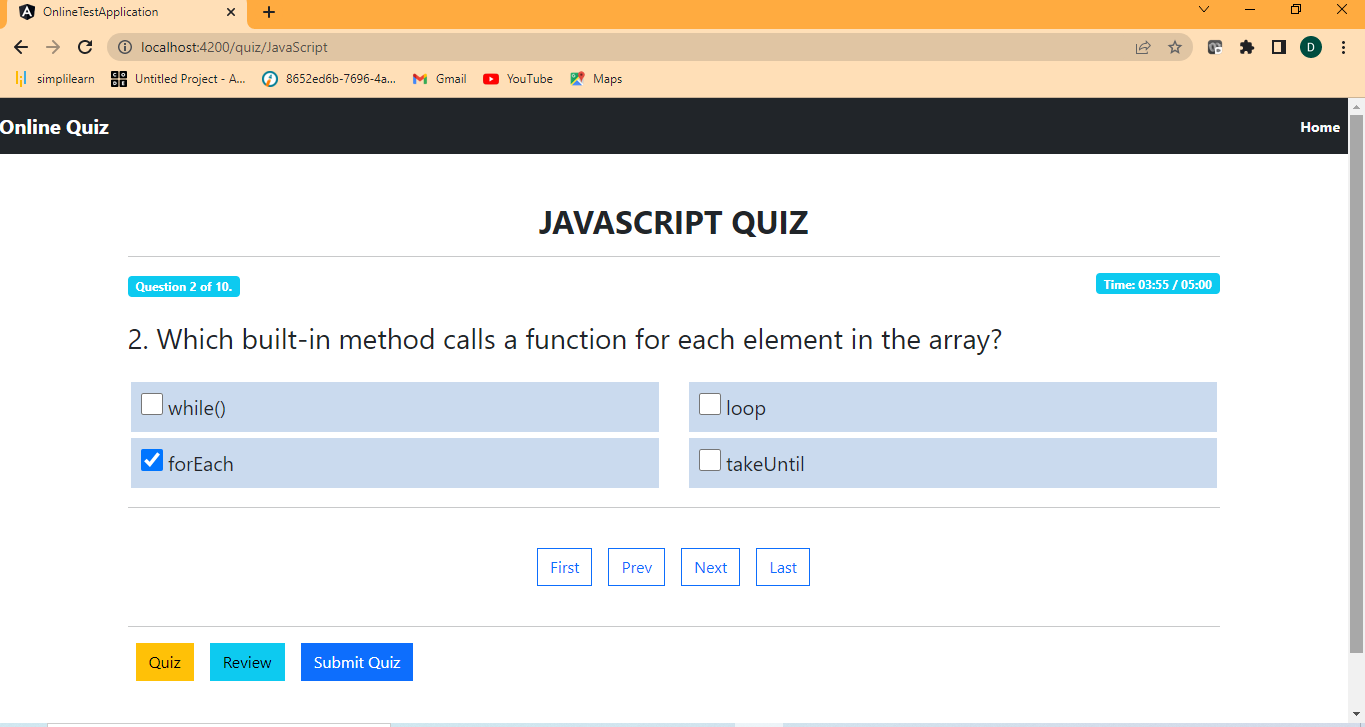 OnlineTestApplication
localhost:4200/quiz/JavaScript
D
simplilearn Untitled Project - A... 8652ed6b-7696-4a... Gmail YouTube Maps
Online Quiz Home
JAVASCRIPT QUIZ
Question 2 of 10. Time: 03:55 / 05:00
2. Which built-in method calls a function for each element in the array?
while() loop
forEach takeUntil
First Prev Next Last
Quiz Review Submit Quiz